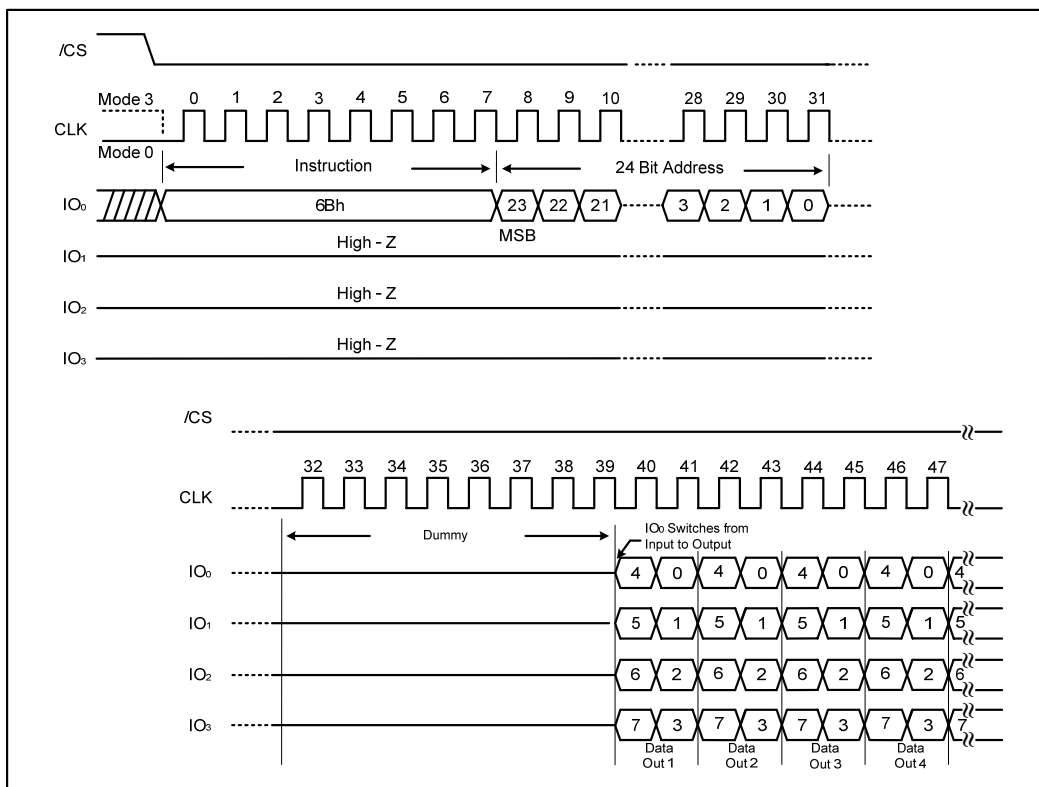 /CS
Mode 3 0 1 2 3 4 5 6 7 8 9 10 28 29 30 31
CLK
Mode 0
Instruction 24 Bit Address
IO0 6Bh 23 22 21 3 2 1 0
MSB
High - Z
IO1
High - Z
IO2
High - Z
IO3
/CS
32 33 34 35 36 37 38 39 40 41 42 43 44 45 46 47
CLK
Dummy
IO0 Switches from
Input to Output
IO0 4 0 4 0 4 0 4 0 4
IO1 5 1 5 1 5 1 5 1 5
IO2 6 2 6 2 6 2 6 2 6
IO3 7 3 7 3 7 3 7 3 7
Data Out 1 Data Out 2 Data Out 3 Data Out 4